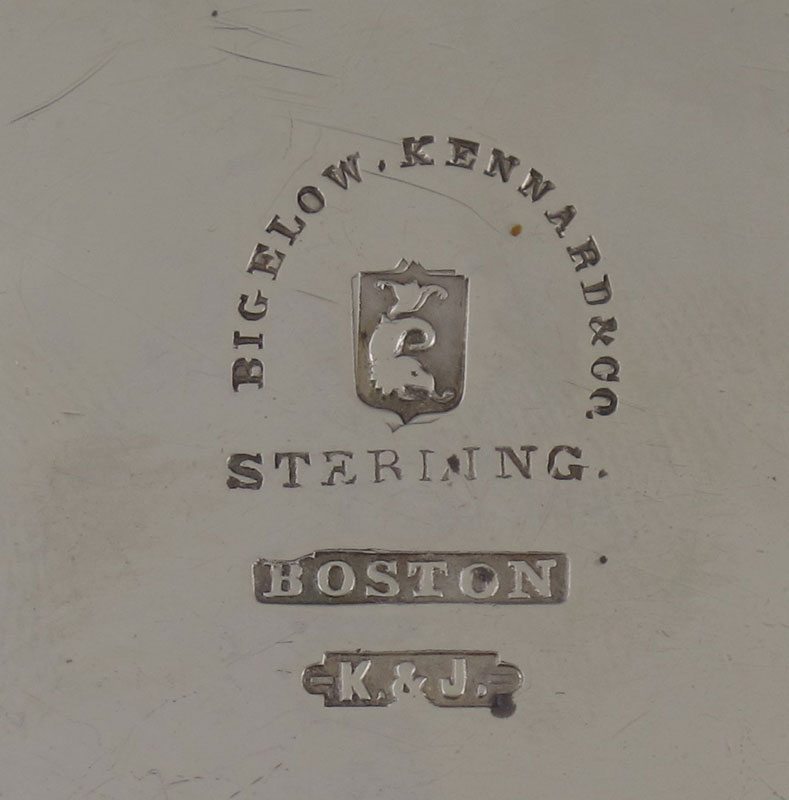 BIGELOW. KENNARD & CO.
STERLING.
BOSTON
K. & J.